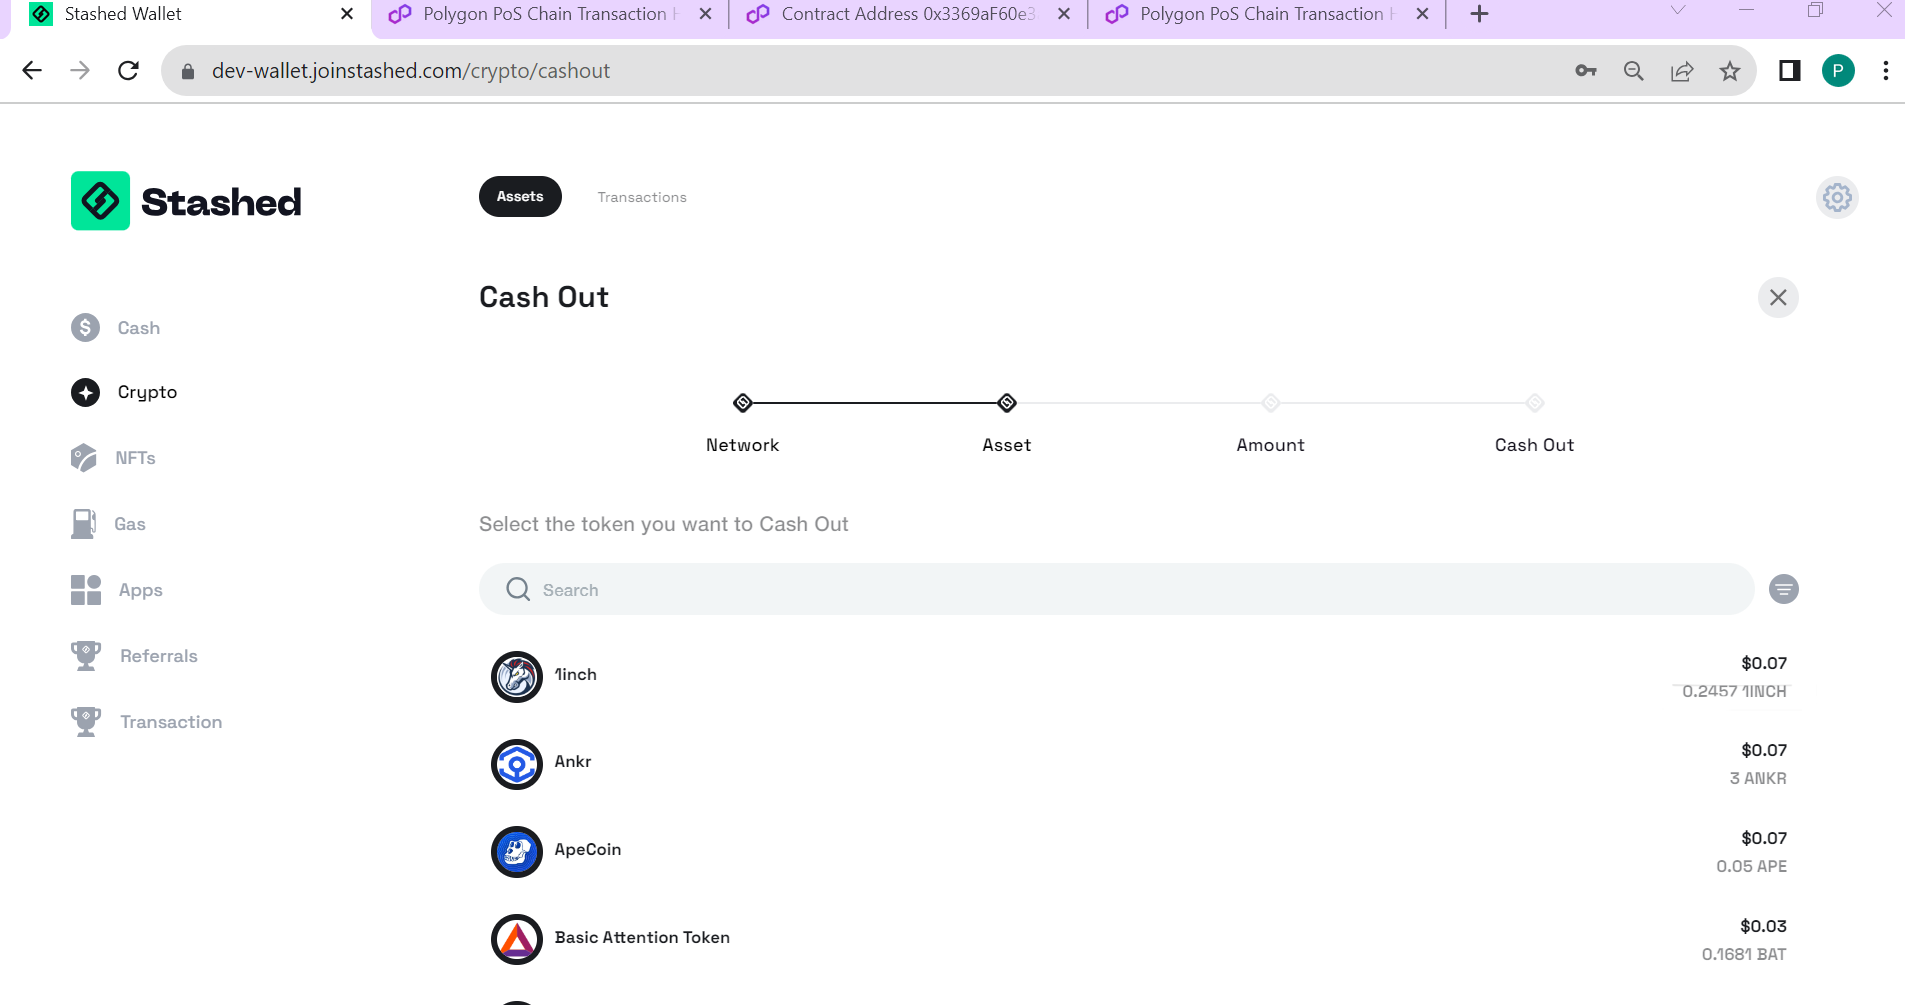 Stashed Wallet
Polygon PoS Chain Transaction H
Contract Address 0x3369aF60e3
Polygon PoS Chain Transaction H
dev-wallet.joinstashed.com/crypto/cashout
P
Stashed
Assets
Transactions
Cash Out
Cash
Crypto
NFTs
Gas
Apps
Referrals
Transaction
Network
Asset
Amount
Cash Out
Select the token you want to Cash Out
Search
1inch
$0.07
0.2457 1INCH
Ankr
$0.07
3 ANKR
ApeCoin
$0.07
0.05 APE
Basic Attention Token
$0.03
0.1681 BAT